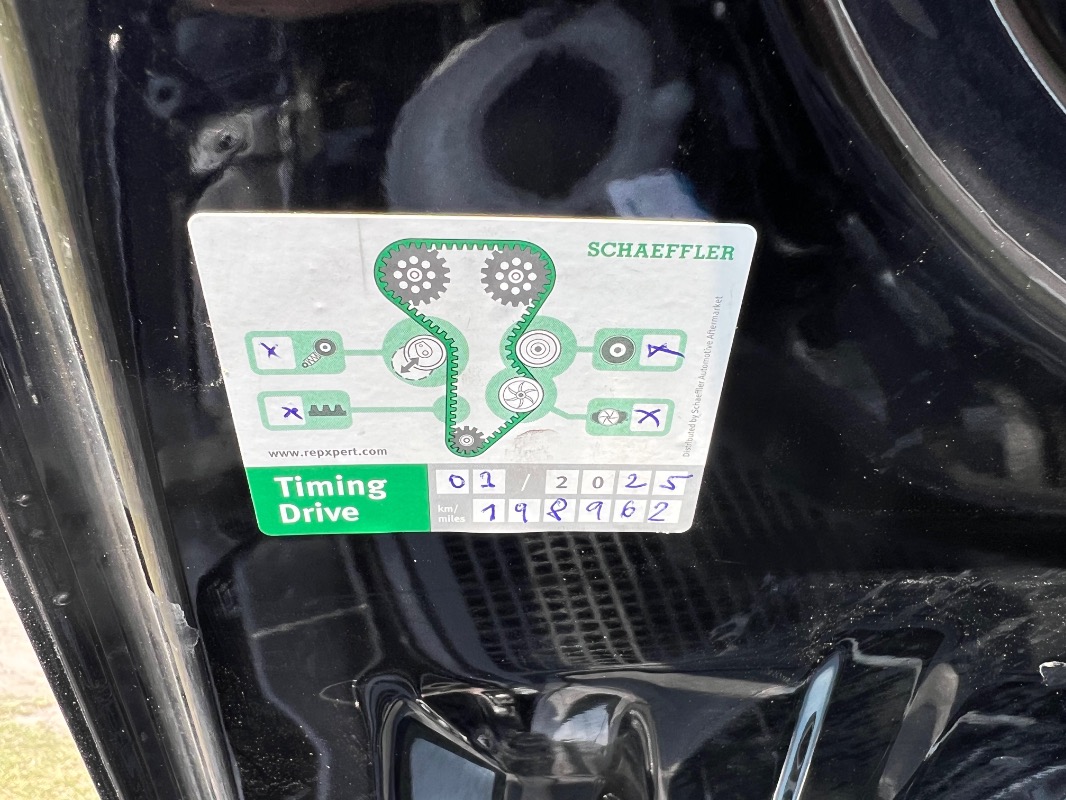 SCHAEFFLER
x
x
x
x
Distributed by Schaeffler Automotive Aftermarket
www.repxpert.com
Timing
Drive
01 / 2025
km/
miles
198962